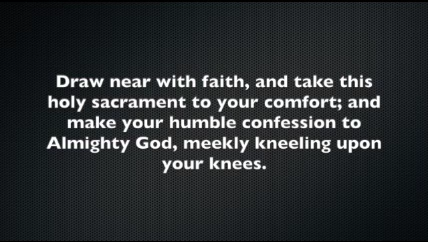 Draw near with faith, and take this
holy sacrament to your comfort; and
make your humble confession to
Almighty God, meekly kneeling upon
your knees.